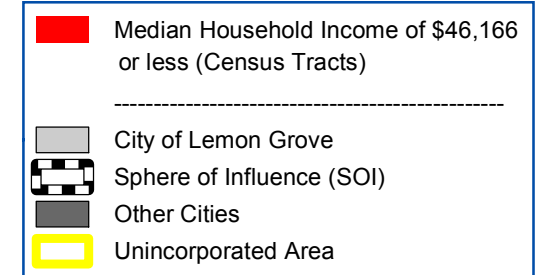 Median Household Income of $46,166
or less (Census Tracts)
-------------------------------------------------
City of Lemon Grove
Sphere of Influence (SOI)
Other Cities
Unincorporated Area